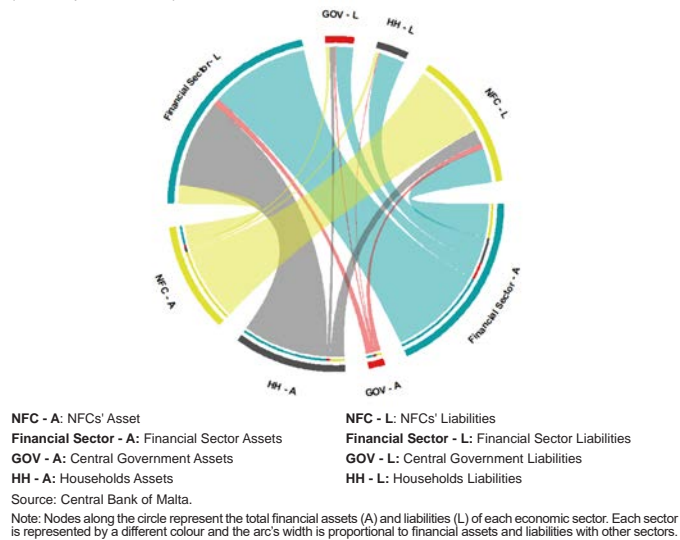 GOV - L
HH - L
Financial Sector - L
NFC - L
NFC - A
Financial Sector - A
HH - A
GOV - A
NFC - A: NFCs' Asset
NFC - L: NFCs' Liabilities
Financial Sector - A: Financial Sector Assets
Financial Sector - L: Financial Sector Liabilities
GOV - A: Central Government Assets
GOV - L: Central Government Liabilities
HH - A: Households Assets
HH - L: Households Liabilities
Source: Central Bank of Malta.
Note: Nodes along the circle represent the total financial assets (A) and liabilities (L) of each economic sector. Each sector
is represented by a different colour and the arc's width is proportional to financial assets and liabilities with other sectors.